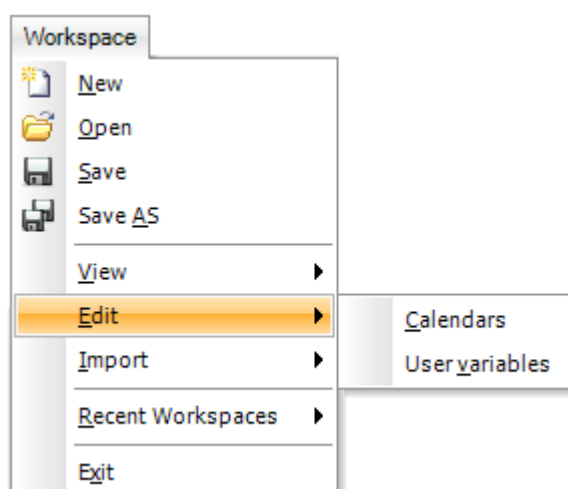 Workspace
New
Open
Save
Save AS
View
Edit
Calendars
Import
User variables
Recent Workspaces
Exit